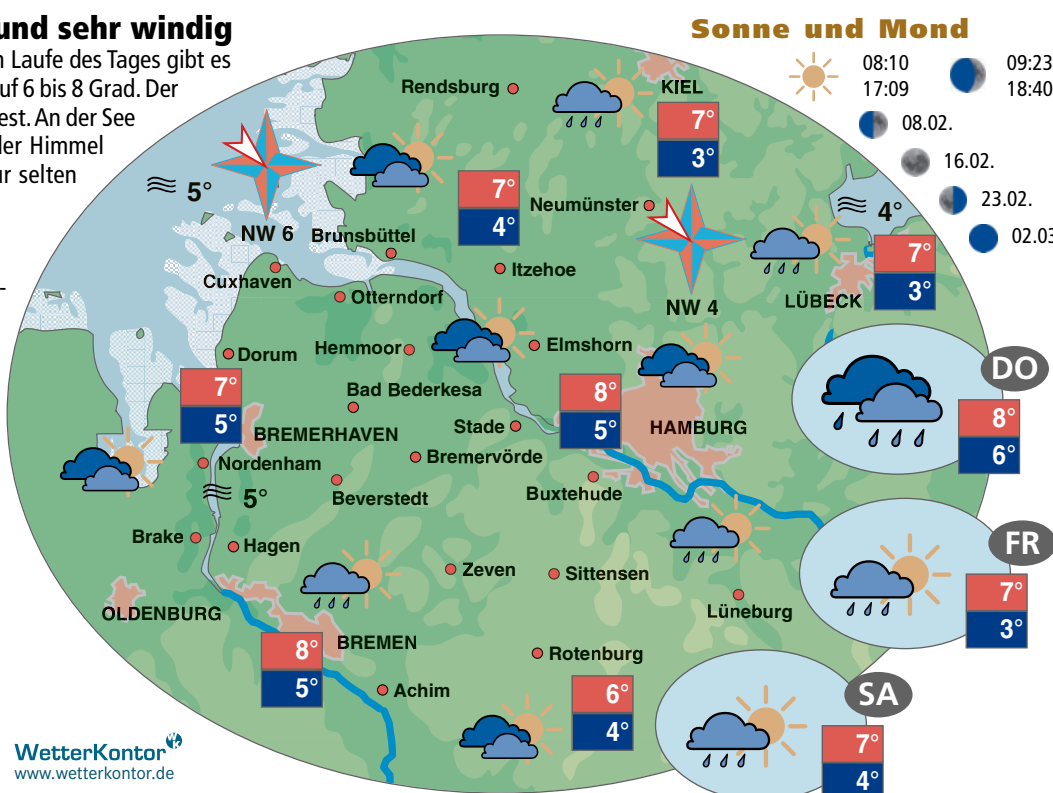 und sehr windig
Laufe des Tages gibt es
auf 6 bis 8 Grad. Der
An der See
der Himmel
selten
-
Sonne und Mond
08:10
17:09
09:23
18:40
08.02.
16.02.
23.02.
02.03
Rendsburg
KIEL
7°
3°
5°
NW 6
7°
4°
Neumünster
NW 4
4°
7°
3°
LÜBECK
Brunsbüttel
Cuxhaven
Itzehoe
Otterndorf
Dorum
Hemmoor
Elmshorn
7°
5°
Bad Bederkesa
8°
5°
BREMERHAVEN
Stade
HAMBURG
DO
8°
6°
Nordenham
Bremervörde
Beverstedt
Buxtehude
5°
Brake
Hagen
Zeven
Sittensen
Lüneburg
FR
7°
3°
OLDENBURG
BREMEN
8°
5°
Rotenburg
Achim
6°
4°
SA
7°
4°
WetterKontor
www.wetterkontor.de